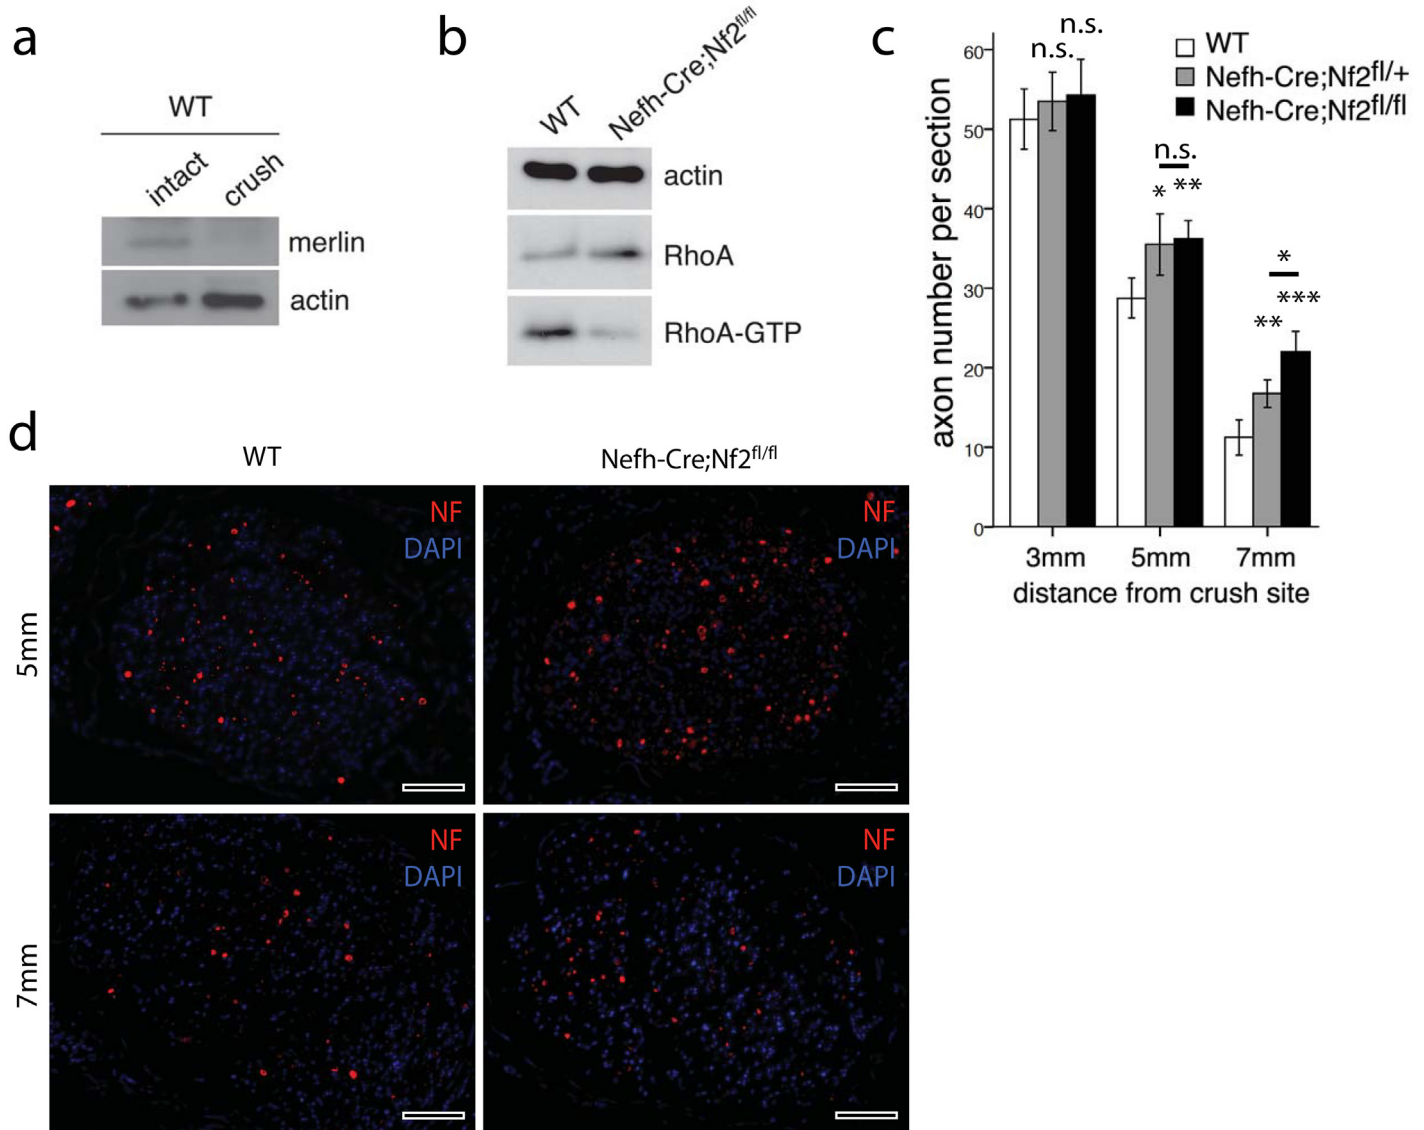 a
WT
intact
crush
merlin
actin
b
WT
Nefh-Cre;Nf2fl/fl
actin
RhoA
RhoA-GTP
c
n.s.
n.s.
WT
Nefh-Cre;Nf2fl/+
Nefh-Cre;Nf2fl/fl
n.s.
* **
*
***
**
axon number per section
60
50
40
30
20
10
0
3mm 5mm 7mm
distance from crush site
d
WT
Nefh-Cre;Nf2fl/fl
5mm
NF
DAPI
NF
DAPI
7mm
NF
DAPI
NF
DAPI